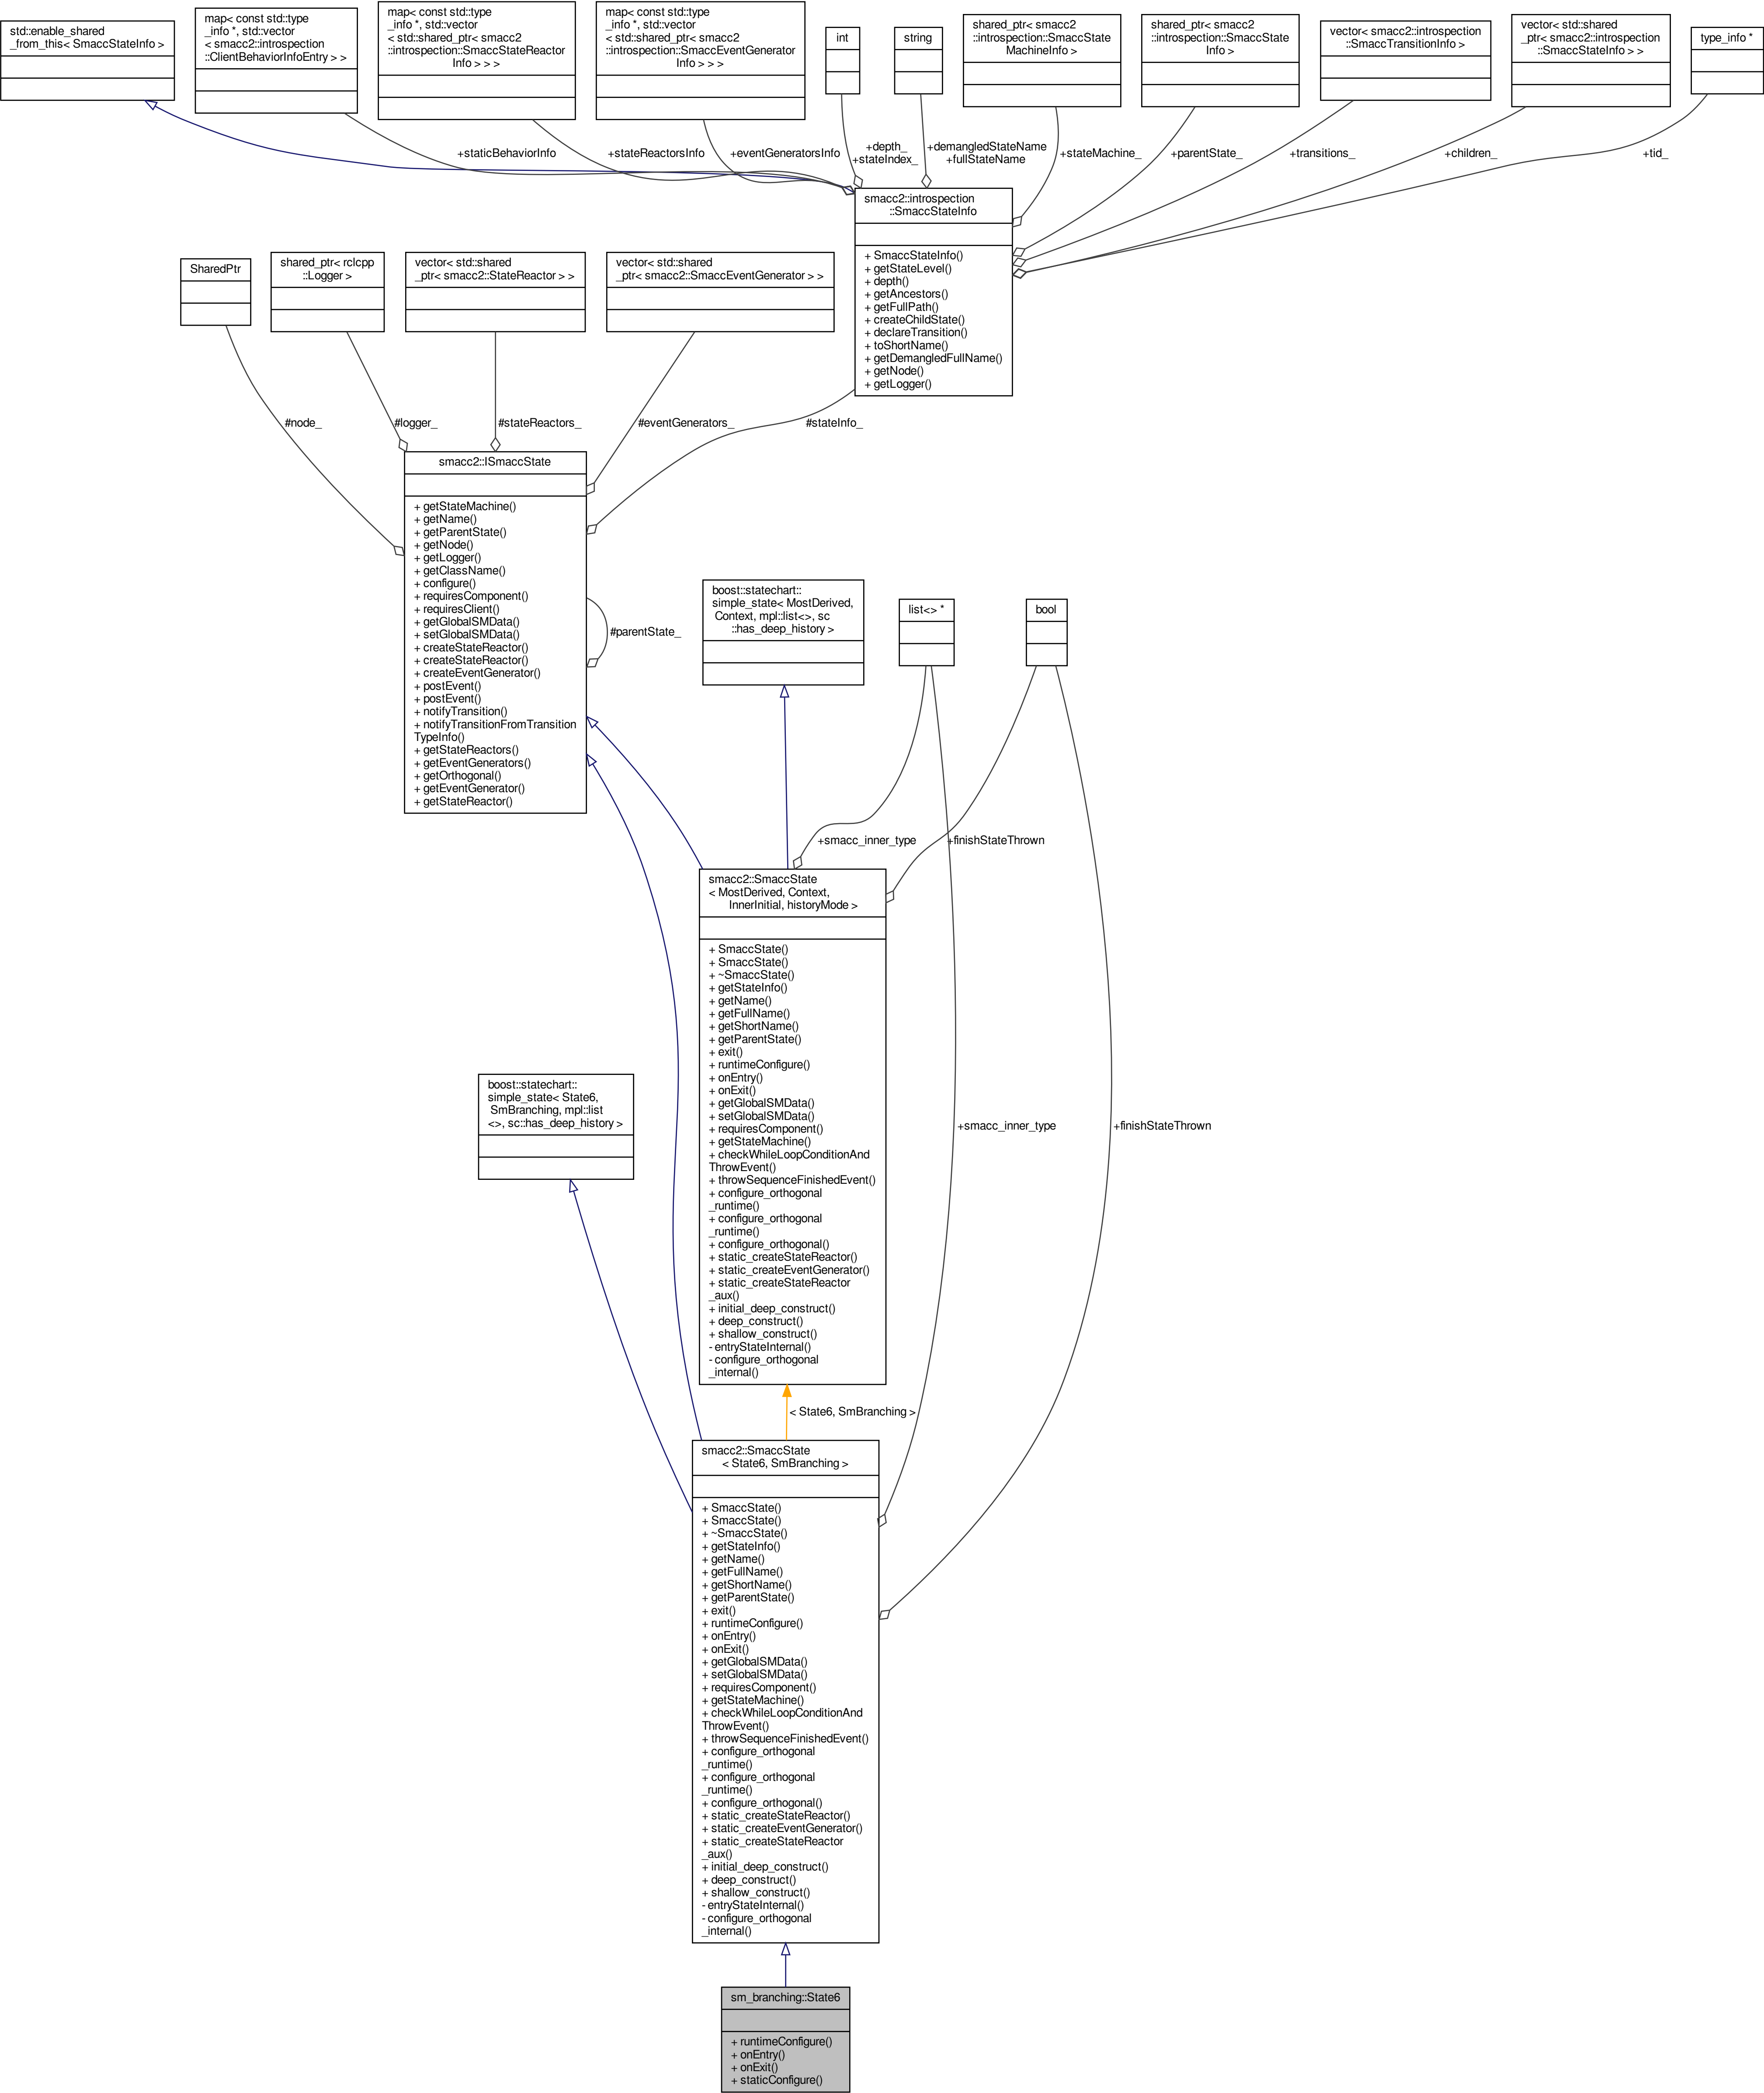 std::enable_shared
_from_this< SmaccStateInfo >
map< const std::type
_info *, std::vector
< smacc2::introspection
::ClientBehaviorInfoEntry > >
map< const std::type
_info *, std::vector
< std::shared_ptr< smacc2
::introspection::SmaccStateReactor
Info > > >
map< const std::type
_info *, std::vector
< std::shared_ptr< smacc2
::introspection::SmaccEventGenerator
Info > > >
int
string
shared_ptr< smacc2
::introspection::SmaccState
MachineInfo >
shared_ptr< smacc2
::introspection::SmaccState
Info >
vector< smacc2::introspection
::SmaccTransitionInfo >
vector< std::shared
_ptr< smacc2::introspection
::SmaccStateInfo > >
type_info *
+staticBehaviorInfo
+stateReactorsInfo
+eventGeneratorsInfo
+depth_
+stateIndex_
+demangledStateName
+fullStateName
+stateMachine_
+parentState_
+transitions_
+children_
+tid_
smacc2::introspection
::SmaccStateInfo
+ SmaccStateInfo()
+ getStateLevel()
+ depth()
+ getAncestors()
+ getFullPath()
+ createChildState()
+ declareTransition()
+ toShortName()
+ getDemangledFullName()
+ getNode()
+ getLogger()
SharedPtr
shared_ptr< rclcpp
::Logger >
vector< std::shared
_ptr< smacc2::StateReactor > >
vector< std::shared
_ptr< smacc2::SmaccEventGenerator > >
#node_
#logger_
#stateReactors_
#eventGenerators_
#stateInfo_
smacc2::ISmaccState
+ getStateMachine()
+ getName()
+ getParentState()
+ getNode()
+ getLogger()
+ getClassName()
+ configure()
+ requiresComponent()
+ requiresClient()
+ getGlobalSMData()
+ setGlobalSMData()
+ createStateReactor()
+ createStateReactor()
+ createEventGenerator()
+ postEvent()
+ postEvent()
+ notifyTransition()
+ notifyTransitionFromTransition
TypeInfo()
+ getStateReactors()
+ getEventGenerators()
+ getOrthogonal()
+ getEventGenerator()
+ getStateReactor()
#parentState_
boost::statechart::
simple_state< MostDerived,
Context, mpl::list<>, sc
::has_deep_history >
list<> *
bool
+smacc_inner_type
+finishStateThrown
smacc2::SmaccState
< MostDerived, Context,
InnerInitial, historyMode >
+ SmaccState()
+ SmaccState()
+ ~SmaccState()
+ getStateInfo()
+ getName()
+ getFullName()
+ getShortName()
+ getParentState()
+ exit()
+ runtimeConfigure()
+ onEntry()
+ onExit()
+ getGlobalSMData()
+ setGlobalSMData()
+ requiresComponent()
+ getStateMachine()
+ checkWhileLoopConditionAnd
ThrowEvent()
+ throwSequenceFinishedEvent()
+ configure_orthogonal
_runtime()
+ configure_orthogonal
_runtime()
+ configure_orthogonal()
+ static_createStateReactor()
+ static_createEventGenerator()
+ static_createStateReactor
_aux()
+ initial_deep_construct()
+ deep_construct()
+ shallow_construct()
- entryStateInternal()
- configure_orthogonal
_internal()
boost::statechart::
simple_state< State6,
SmBranching, mpl::list
<>, sc::has_deep_history >
+smacc_inner_type
+finishStateThrown
< State6, SmBranching >
smacc2::SmaccState
< State6, SmBranching >
+ SmaccState()
+ SmaccState()
+ ~SmaccState()
+ getStateInfo()
+ getName()
+ getFullName()
+ getShortName()
+ getParentState()
+ exit()
+ runtimeConfigure()
+ onEntry()
+ onExit()
+ getGlobalSMData()
+ setGlobalSMData()
+ requiresComponent()
+ getStateMachine()
+ checkWhileLoopConditionAnd
ThrowEvent()
+ throwSequenceFinishedEvent()
+ configure_orthogonal
_runtime()
+ configure_orthogonal
_runtime()
+ configure_orthogonal()
+ static_createStateReactor()
+ static_createEventGenerator()
+ static_createStateReactor
_aux()
+ initial_deep_construct()
+ deep_construct()
+ shallow_construct()
- entryStateInternal()
- configure_orthogonal
_internal()
sm_branching::State6
+ runtimeConfigure()
+ onEntry()
+ onExit()
+ staticConfigure()